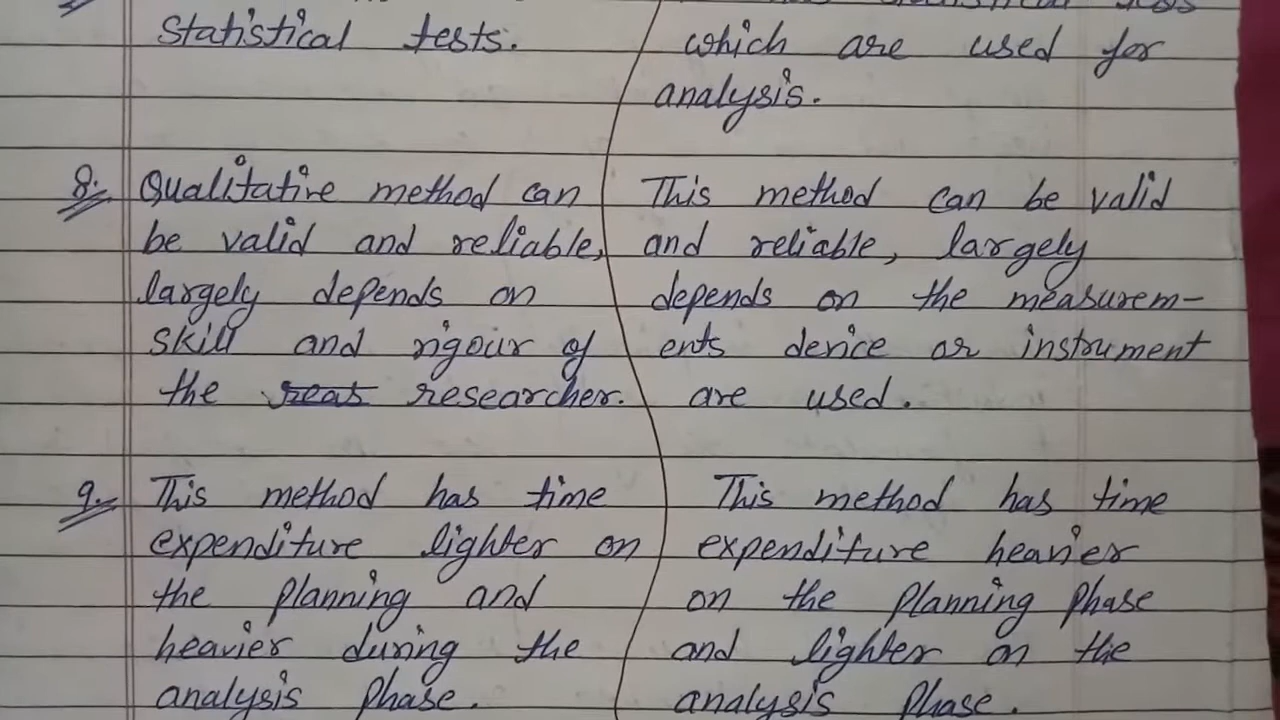 Statistical tests.
which are used for
analysis.
8. Qualitative method can
be valid and reliable,
largely depends on
skill and rigour of
the researcher.
This method can be valid
and reliable, largely
depends on the measurem-
ents device or instrument
are used.
9. This method has time
expenditure lighter on
the planning and
heavier during the
analysis phase.
This method has time
expenditure heavier
on the planning phase
and lighter on the
analysis phase.